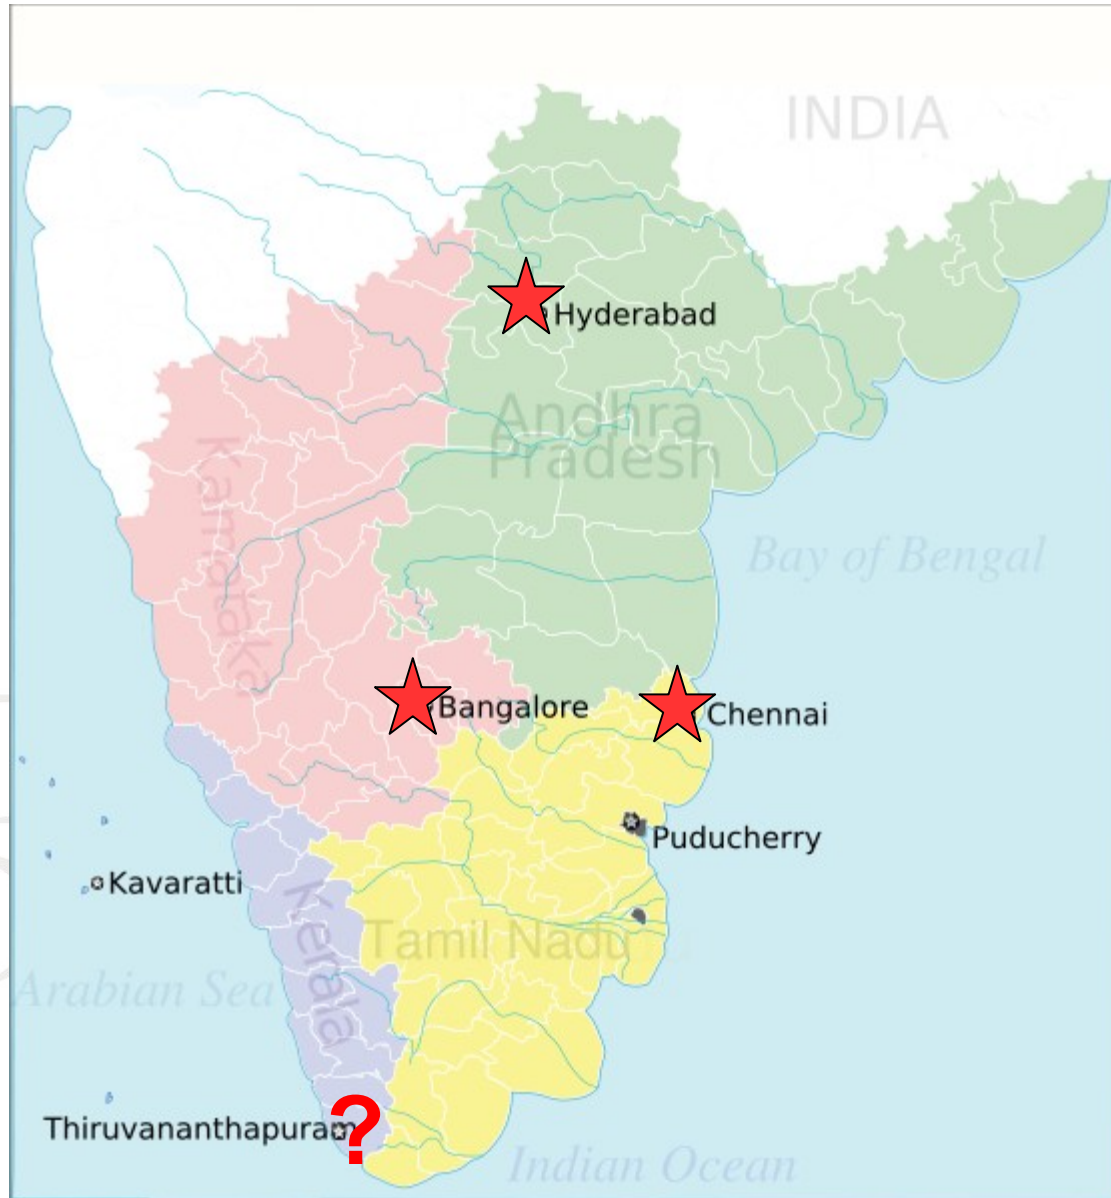 INDIA
Hyderabad
Andhra
Pradesh
Karnataka
Bay of Bengal
Bangalore
Chennai
Puducherry
Kavaratti
Kerala
Tamil Nadu
Arabian Sea
Thiruvananthapuram
?
Indian Ocean